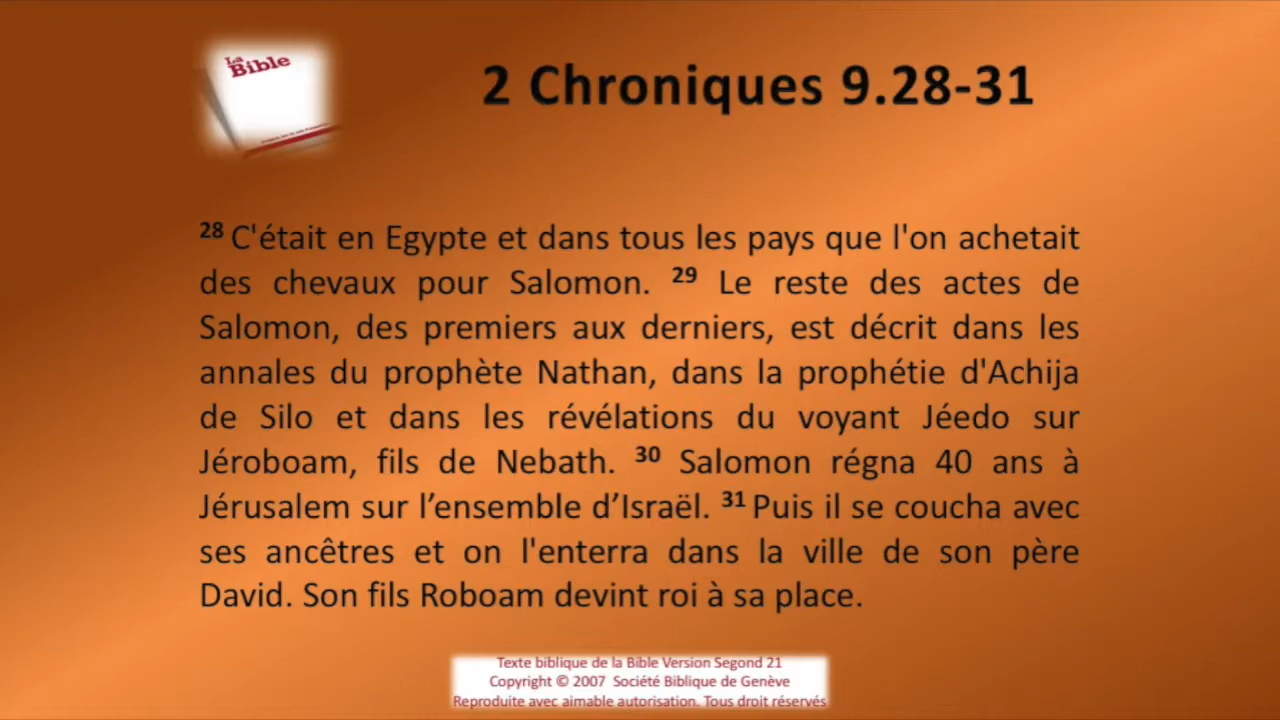 La
Bible
2 Chroniques 9.28-31
28 C'était en Egypte et dans tous les pays que l'on achetait
des chevaux pour Salomon. 29 Le reste des actes de
Salomon, des premiers aux derniers, est décrit dans les
annales du prophète Nathan, dans la prophétie d'Achija
de Silo et dans les révélations du voyant Jéedo sur
Jéroboam, fils de Nebath. 30 Salomon régna 40 ans à
Jérusalem sur l’ensemble d’Israël. 31 Puis il se coucha avec
ses ancêtres et on l'enterra dans la ville de son père
David. Son fils Roboam devint roi à sa place.
Texte biblique de la Bible Version Segond 21
Copyright © 2007 Société Biblique de Genève
Reproduite avec aimable autorisation. Tous droit réservés